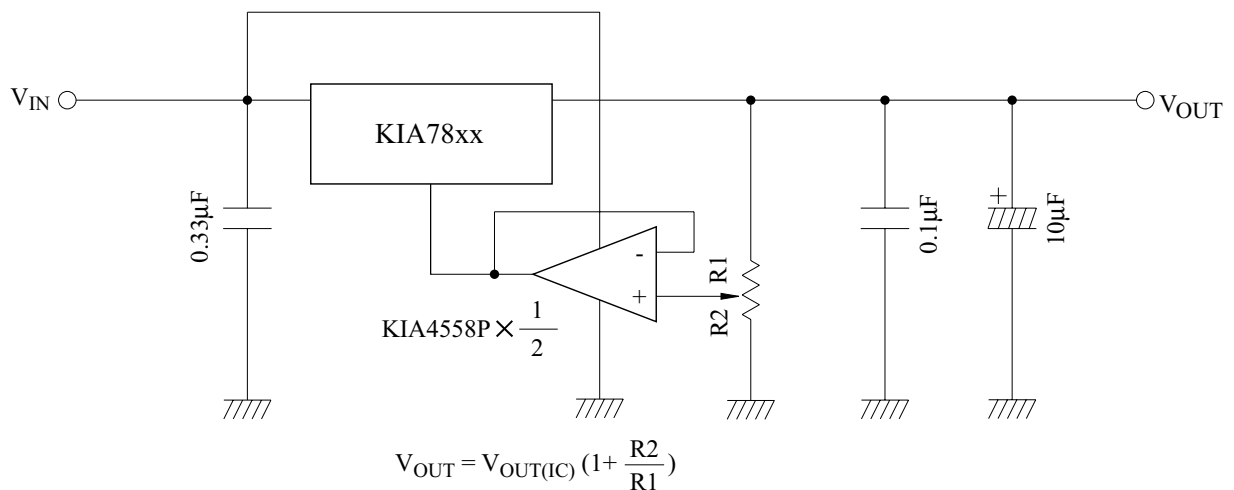 V_IN
KIA78xx
V_OUT
0.33μF
-
+
R1
R2
0.1μF
+
10μF
KIA4558P × 1/2
V_OUT = V_OUT(IC) (1+ R2/R1)